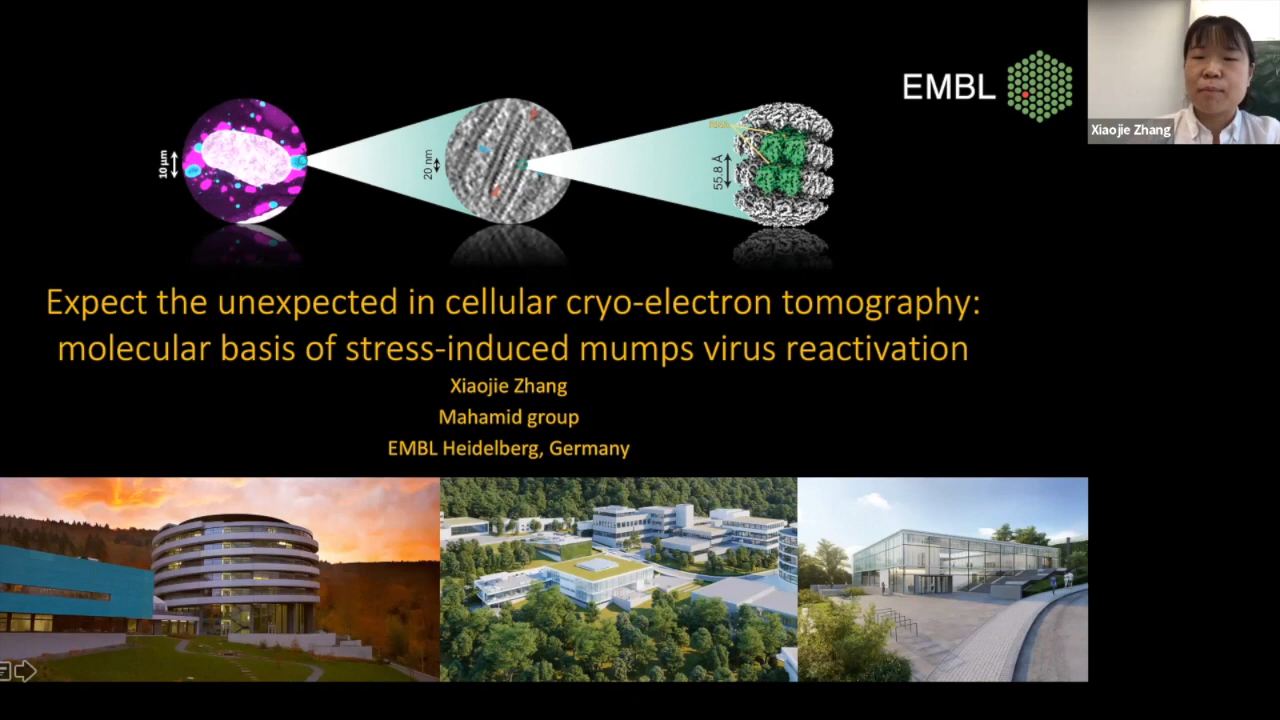 EMBL
Xiaojie Zhang
10 µm
20 nm
55.8 Å
Expect the unexpected in cellular cryo-electron tomography:
molecular basis of stress-induced mumps virus reactivation
Xiaojie Zhang
Mahamid group
EMBL Heidelberg, Germany